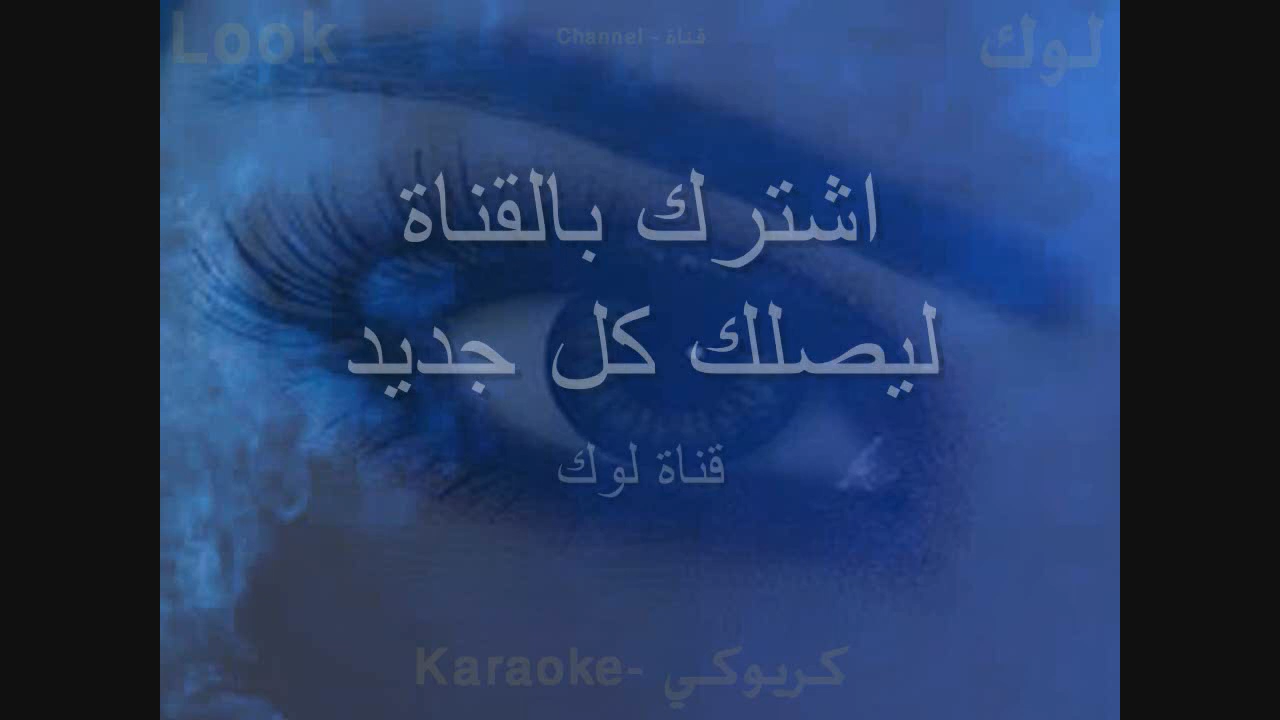 Look
Channel - قناة
لوك
اشترك بالقناة
ليصلك كل جديد
قناة لوك
Karaoke- كريوكي